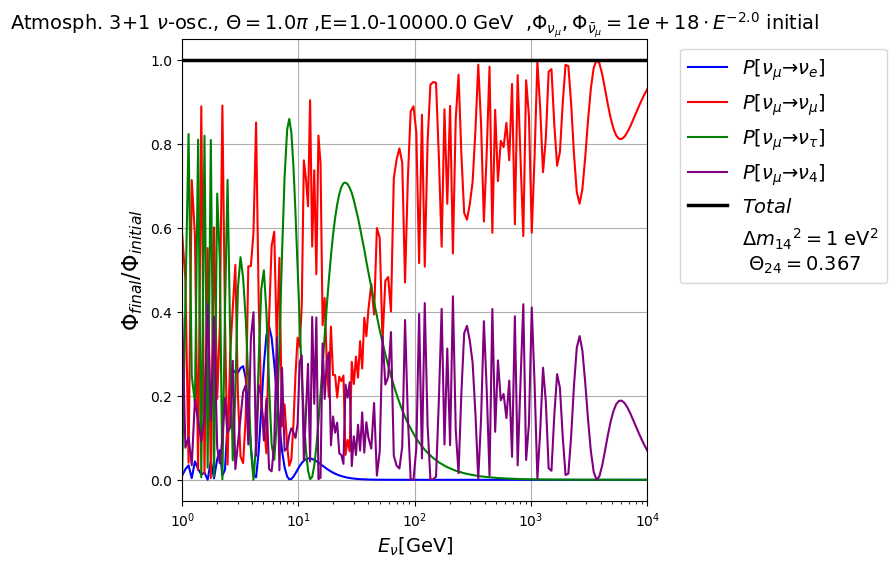 Atmosph. 3+1 ν-osc., Θ = 1.0π ,E=1.0-10000.0 GeV ,Φ_{ν_μ}, Φ_{ν̄_μ} = 1e + 18 · E^{−2.0} initial
Φ_{final}/Φ_{initial}
1.0
0.8
0.6
0.4
0.2
0.0
10^0
10^1
10^2
10^3
10^4
E_ν[GeV]
P[ν_μ→ν_e]
P[ν_μ→ν_μ]
P[ν_μ→ν_τ]
P[ν_μ→ν_4]
Total
Δm_{14}^2 = 1 eV^2
Θ_{24} = 0.367